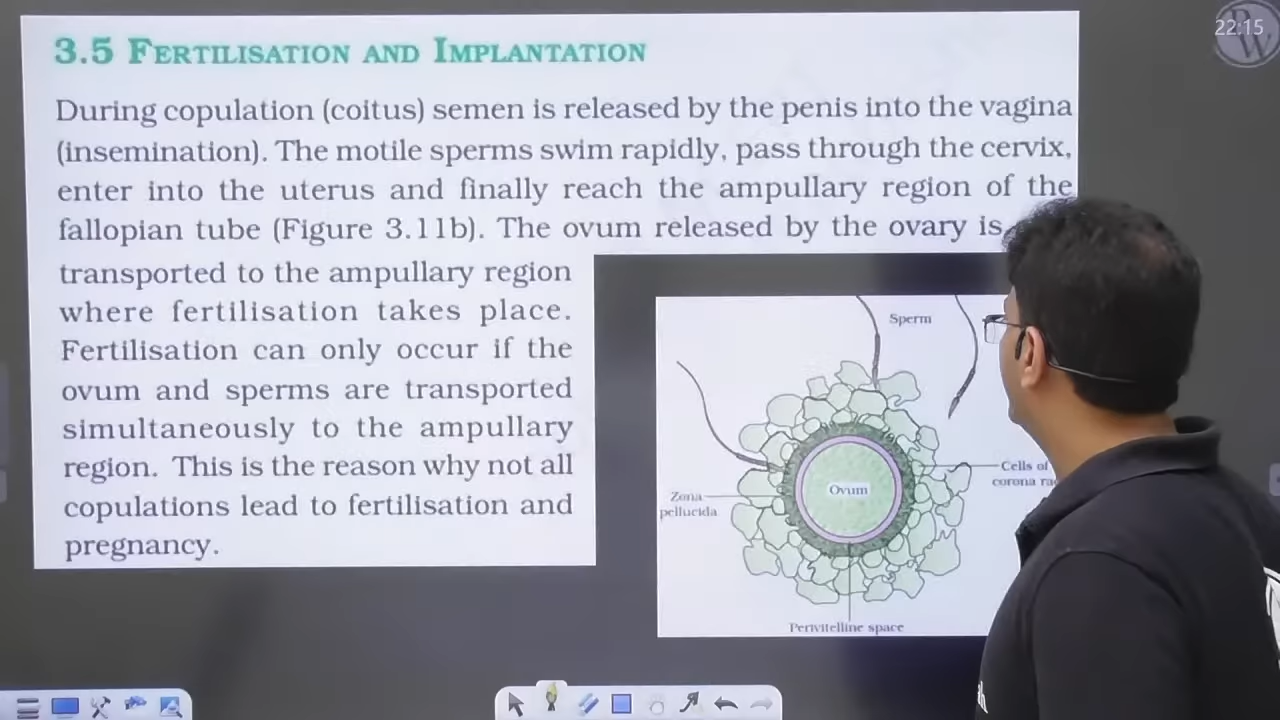 22:15
3.5 FERTILISATION AND IMPLANTATION
During copulation (coitus) semen is released by the penis into the vagina
(insemination). The motile sperms swim rapidly, pass through the cervix,
enter into the uterus and finally reach the ampullary region of the
fallopian tube (Figure 3.11b). The ovum released by the ovary is
transported to the ampullary region
where fertilisation takes place.
Fertilisation can only occur if the
ovum and sperms are transported
simultaneously to the ampullary
region. This is the reason why not all
copulations lead to fertilisation and
pregnancy.
Sperm
Cells of
corona
Ovum
Zona
pellucida
Perivitelline space